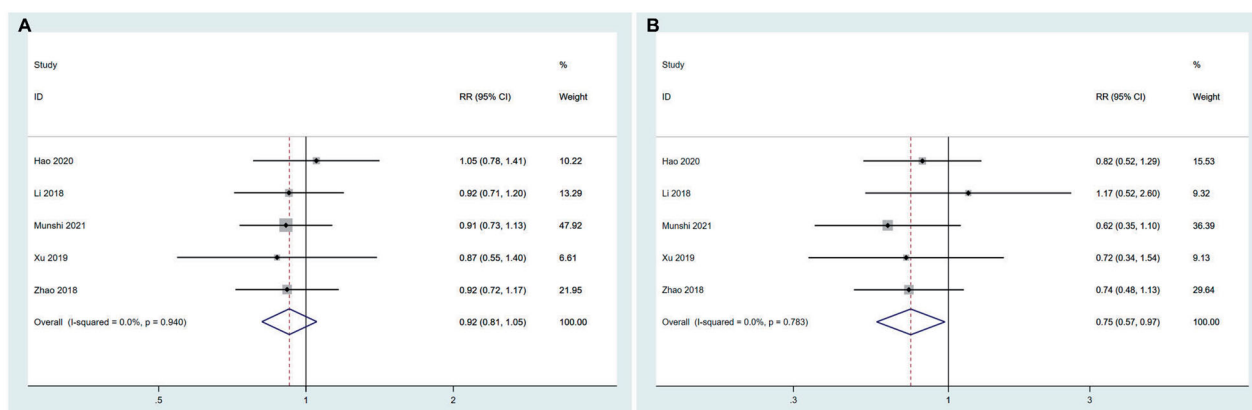 A
Study %
ID RR (95% CI) Weight
Hao 2020 1.05 (0.78, 1.41) 10.22
Li 2018 0.92 (0.71, 1.20) 13.29
Munshi 2021 0.91 (0.73, 1.13) 47.92
Xu 2019 0.87 (0.55, 1.40) 6.61
Zhao 2018 0.92 (0.72, 1.17) 21.95
Overall (I-squared = 0.0%, p = 0.940) 0.92 (0.81, 1.05) 100.00
.5 1 2
B
Study %
ID RR (95% CI) Weight
Hao 2020 0.82 (0.52, 1.29) 15.53
Li 2018 1.17 (0.52, 2.60) 9.32
Munshi 2021 0.62 (0.35, 1.10) 36.39
Xu 2019 0.72 (0.34, 1.54) 9.13
Zhao 2018 0.74 (0.48, 1.13) 29.64
Overall (I-squared = 0.0%, p = 0.783) 0.75 (0.57, 0.97) 100.00
.3 1 3